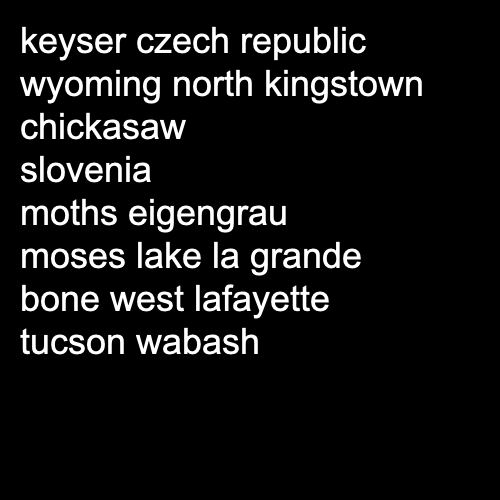 keyser czech republic
wyoming north kingstown
chickasaw
slovenia
moths eigengrau
moses lake la grande
bone west lafayette
tucson wabash